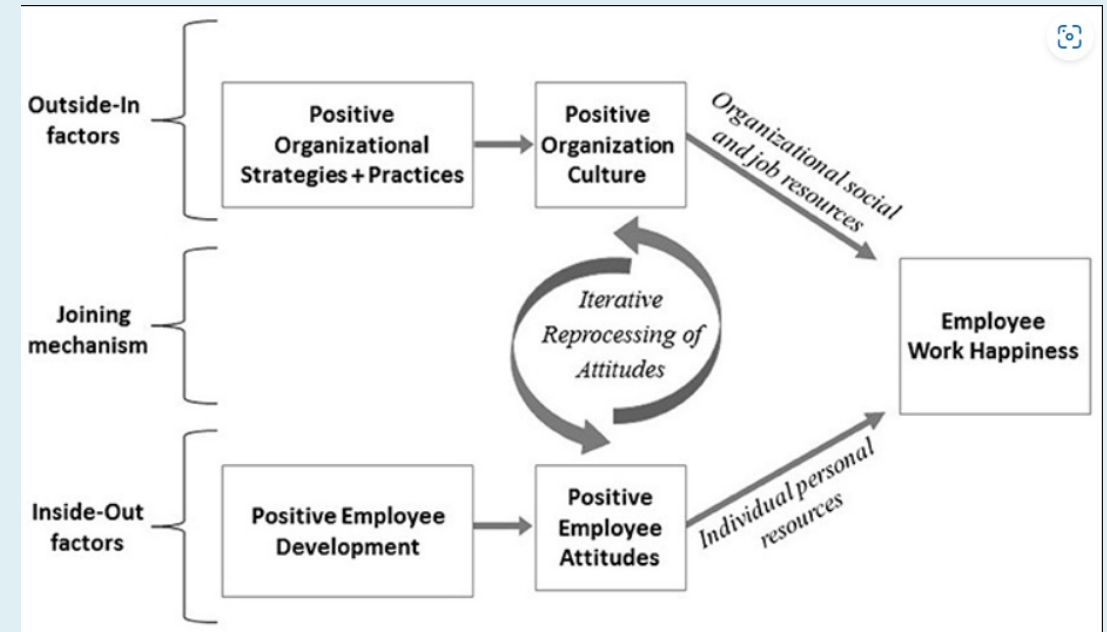 Outside-In
factors
Positive
Organizational
Strategies + Practices
Positive
Organization
Culture
Organizational social
and job resources
Joining
mechanism
Iterative
Reprocessing of
Attitudes
Employee
Work Happiness
Inside-Out
factors
Positive Employee
Development
Positive
Employee
Attitudes
Individual personal
resources